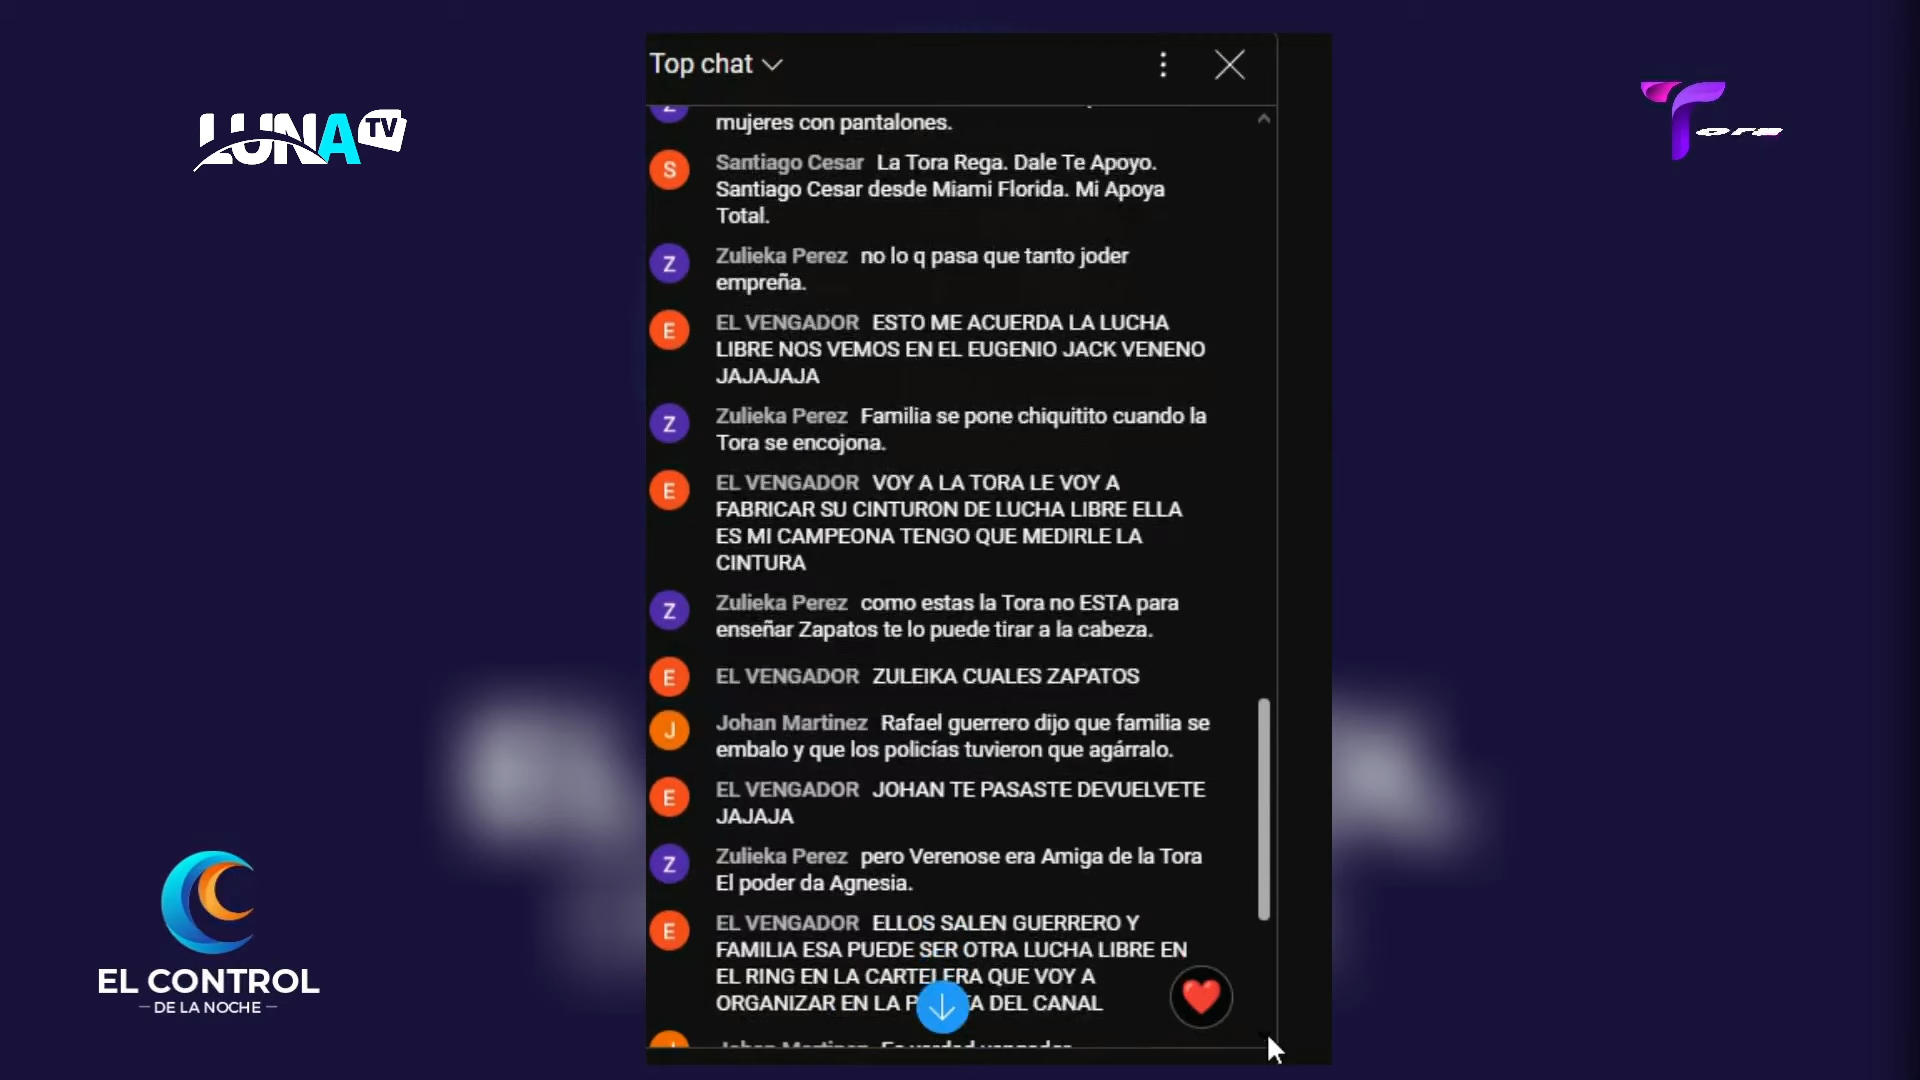 Top chat
LUNA TV
Tora
mujeres con pantalones.
S
Santiago Cesar La Tora Rega. Dale Te Apoyo.
Santiago Cesar desde Miami Florida. Mi Apoya
Total.
Z
Zulieka Perez no lo q pasa que tanto joder
empreña.
E
EL VENGADOR ESTO ME ACUERDA LA LUCHA
LIBRE NOS VEMOS EN EL EUGENIO JACK VENENO
JAJAJAJA
Z
Zulieka Perez Familia se pone chiquitito cuando la
Tora se encojona.
E
EL VENGADOR VOY A LA TORA LE VOY A
FABRICAR SU CINTURON DE LUCHA LIBRE ELLA
ES MI CAMPEONA TENGO QUE MEDIRLE LA
CINTURA
Z
Zulieka Perez como estas la Tora no ESTA para
enseñar Zapatos te lo puede tirar a la cabeza.
E
EL VENGADOR ZULEIKA CUALES ZAPATOS
J
Johan Martinez Rafael guerrero dijo que familia se
embalo y que los policías tuvieron que agárralo.
E
EL VENGADOR JOHAN TE PASASTE DEVUELVETE
JAJAJA
Z
Zulieka Perez pero Verenose era Amiga de la Tora
El poder da Agnesia.
E
EL VENGADOR ELLOS SALEN GUERRERO Y
FAMILIA ESA PUEDE SER OTRA LUCHA LIBRE EN
EL RING EN LA CARTELERA QUE VOY A
ORGANIZAR EN LA DEL CANAL
EL CONTROL
DE LA NOCHE